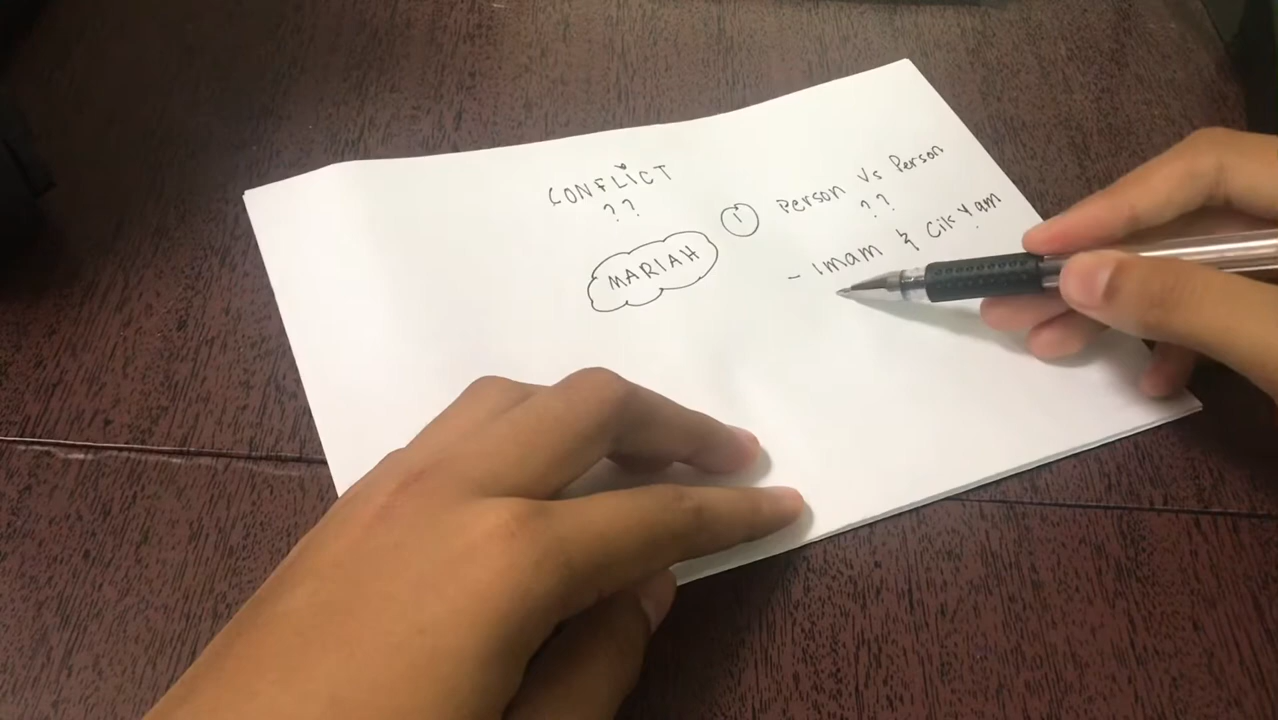 CONFLICT
??
MARIAH
1 Person Vs Person
??
- Imam & Cik Yam